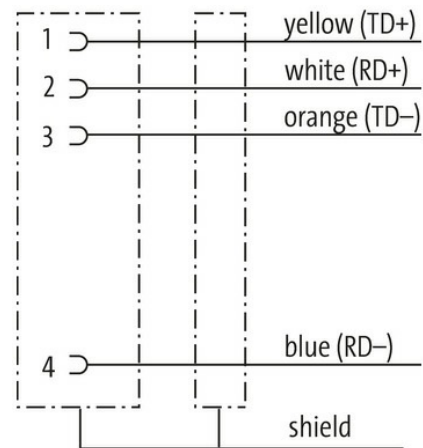 1 yellow (TD+)
2 white (RD+)
3 orange (TD–)
4 blue (RD–)
shield